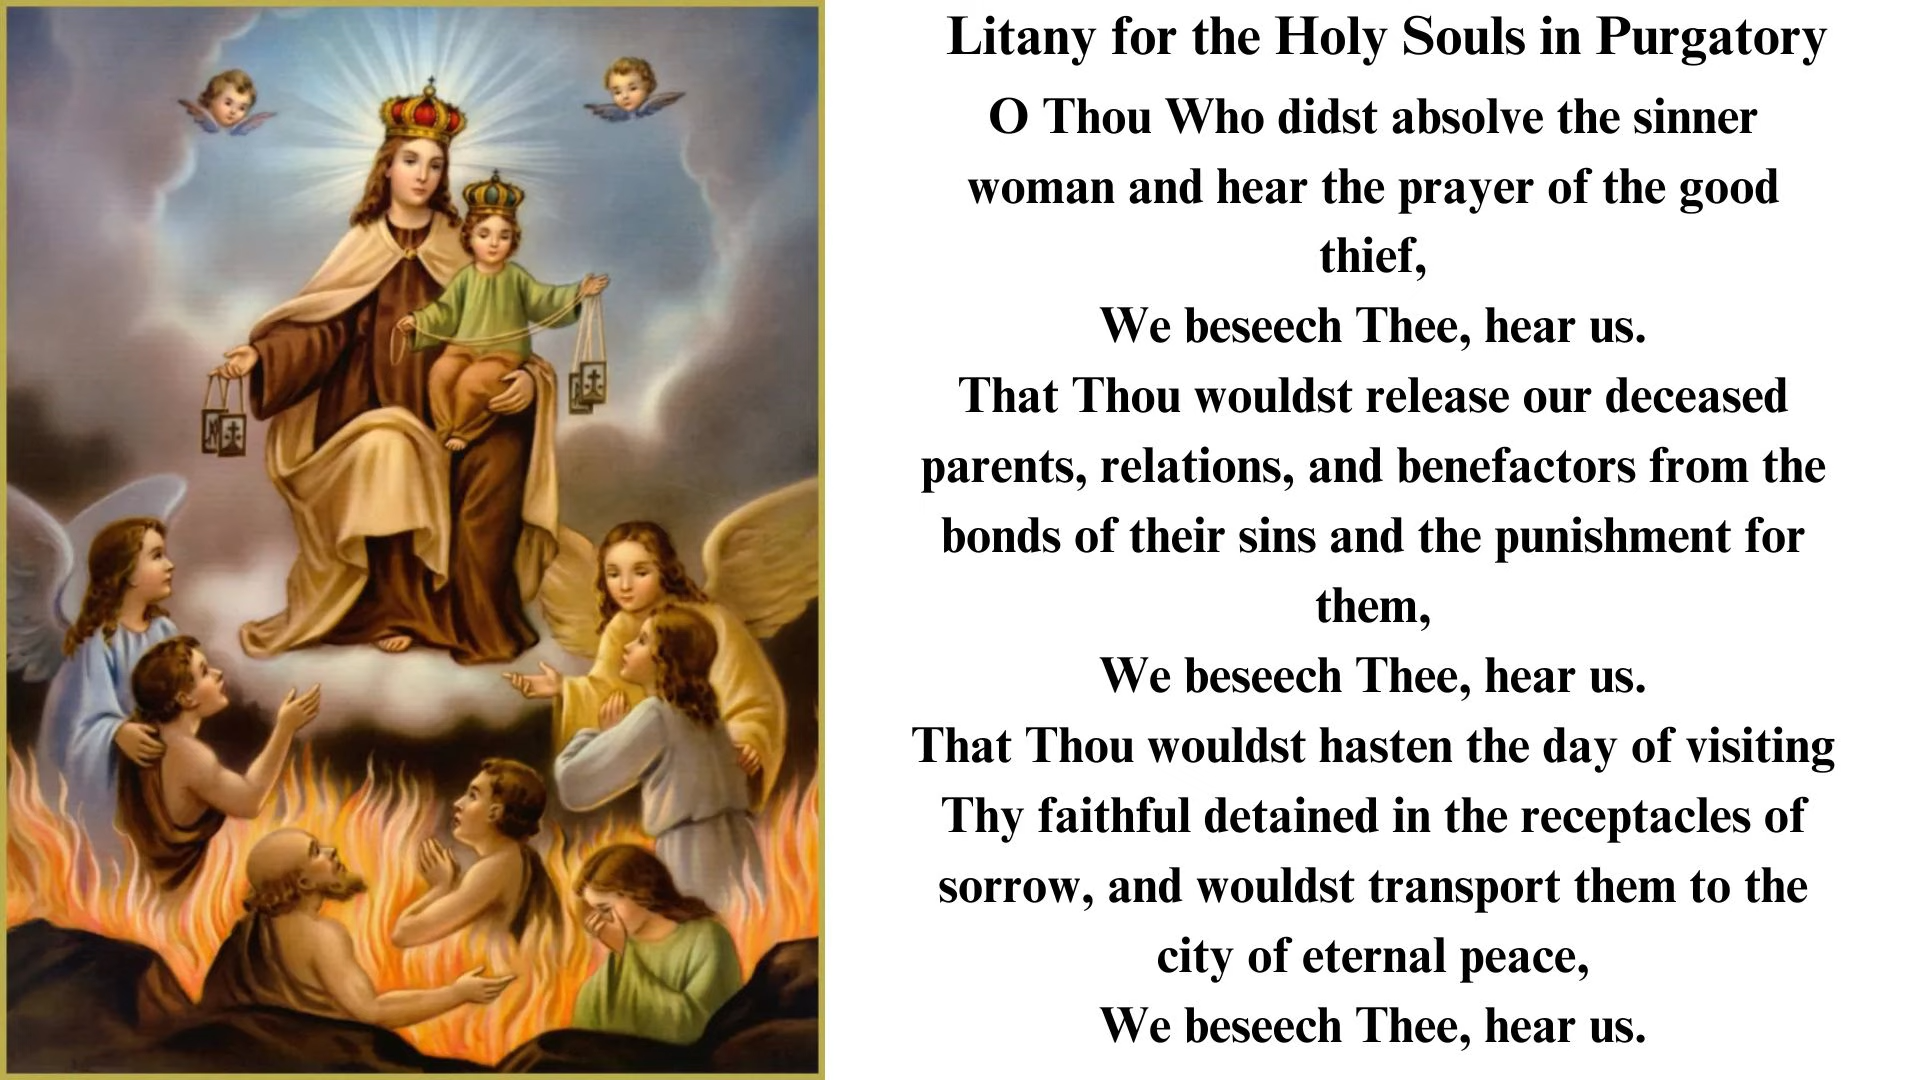 Litany for the Holy Souls in Purgatory
O Thou Who didst absolve the sinner
woman and hear the prayer of the good
thief,
We beseech Thee, hear us.
That Thou wouldst release our deceased
parents, relations, and benefactors from the
bonds of their sins and the punishment for
them,
We beseech Thee, hear us.
That Thou wouldst hasten the day of visiting
Thy faithful detained in the receptacles of
sorrow, and wouldst transport them to the
city of eternal peace,
We beseech Thee, hear us.